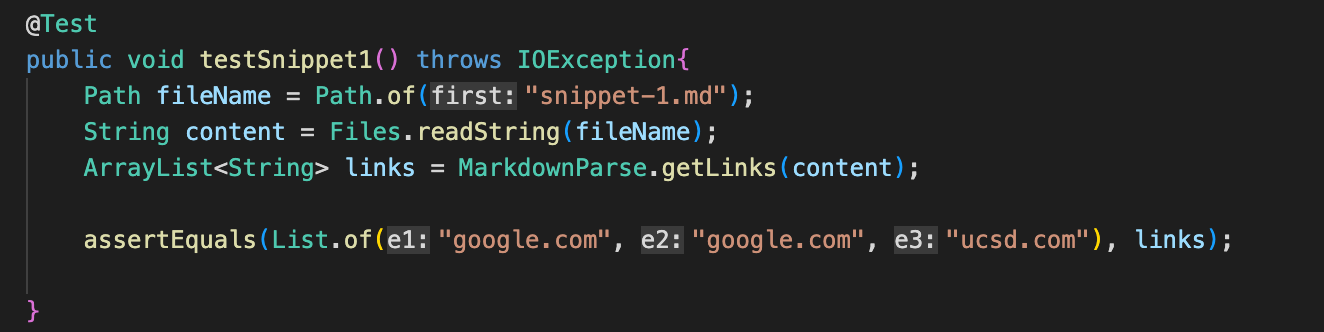 @Test
public void testSnippet1() throws IOException{
Path fileName = Path.of(first: "snippet-1.md");
String content = Files.readString(fileName);
ArrayList<String> links = MarkdownParse.getLinks(content);
assertEquals(List.of(e1: "google.com", e2: "google.com", e3: "ucsd.com"), links);
}